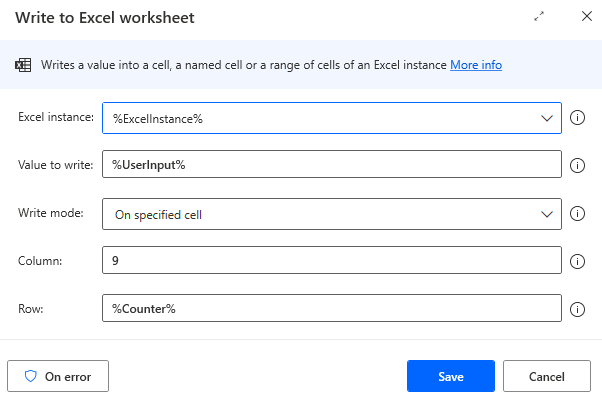 Write to Excel worksheet
Writes a value into a cell, a named cell or a range of cells of an Excel instance More info
Excel instance: %ExcelInstance%
Value to write: %UserInput%
Write mode: On specified cell
Column: 9
Row: %Counter%
On error Save Cancel